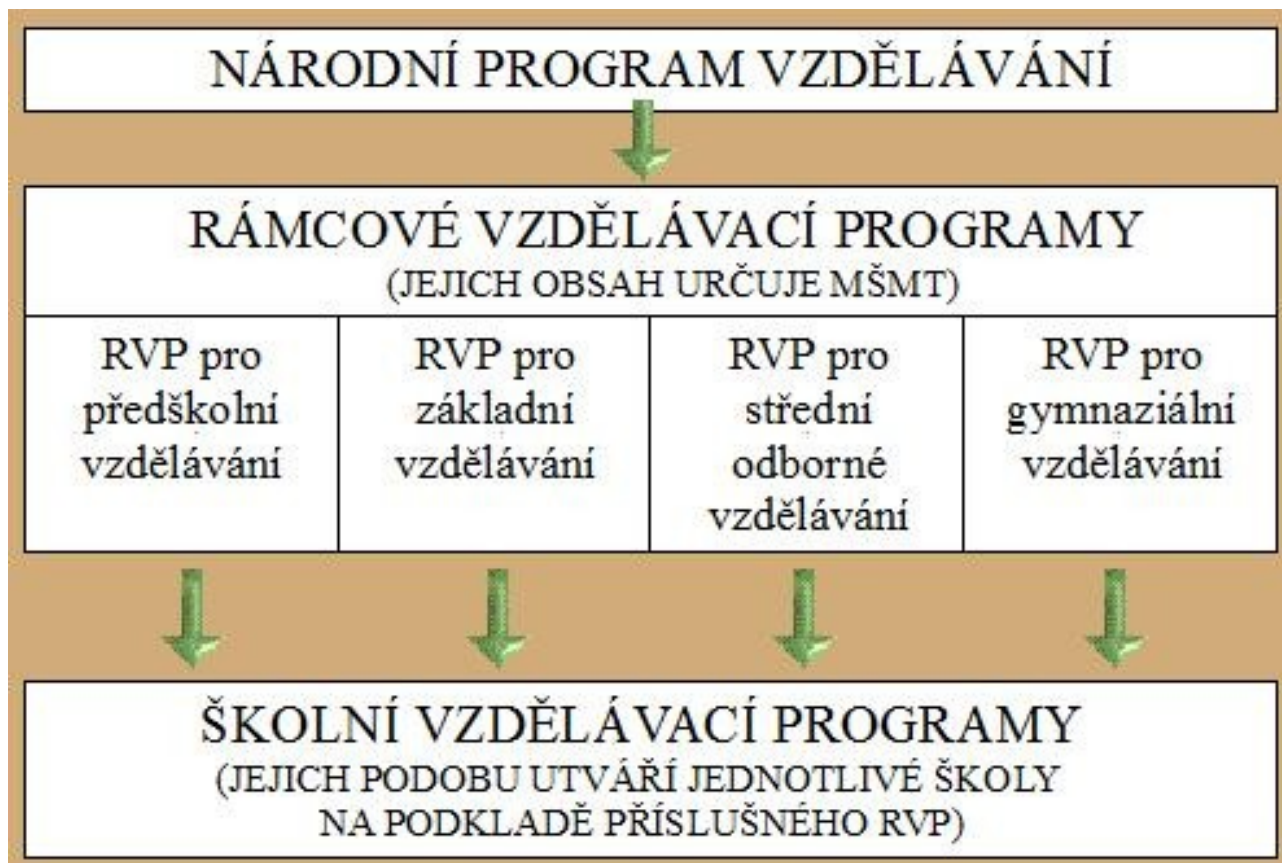 NÁRODNÍ PROGRAM VZDĚLÁVÁNÍ
RÁMCOVÉ VZDĚLÁVACÍ PROGRAMY
(JEJICH OBSAH URČUJE MŠMT)
RVP pro
předškolní
vzdělávání
RVP pro
základní
vzdělávání
RVP pro
střední
odborné
vzdělávání
RVP pro
gymnaziální
vzdělávání
ŠKOLNÍ VZDĚLÁVACÍ PROGRAMY
(JEJICH PODOBU UTVÁŘÍ JEDNOTLIVÉ ŠKOLY
NA PODKLADĚ PŘÍSLUŠNÉHO RVP)